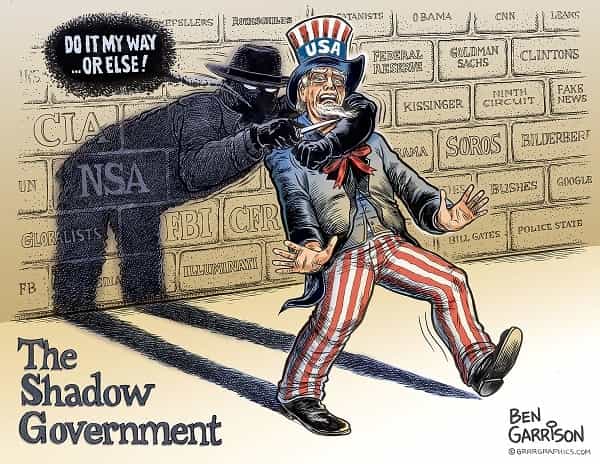 DO IT MY WAY
...OR ELSE!
ROTHSCHILDS
SATANISTS
OBAMA
CNN
LEAKS
USA
FEDERAL
RESERVE
GOLDMAN
SACHS
CLINTONS
KISSINGER
NINTH
CIRCUIT
FAKE
NEWS
CIA
SOROS
BILDERBERG
UN
NSA
BUSHES
GOOGLE
GLOBALISTS
FBI
CFR
BILL GATES
POLICE STATE
FB
ILLUMINATI
The
Shadow
Government
BEN
GARRISON
© GRRRGRAPHICS.COM